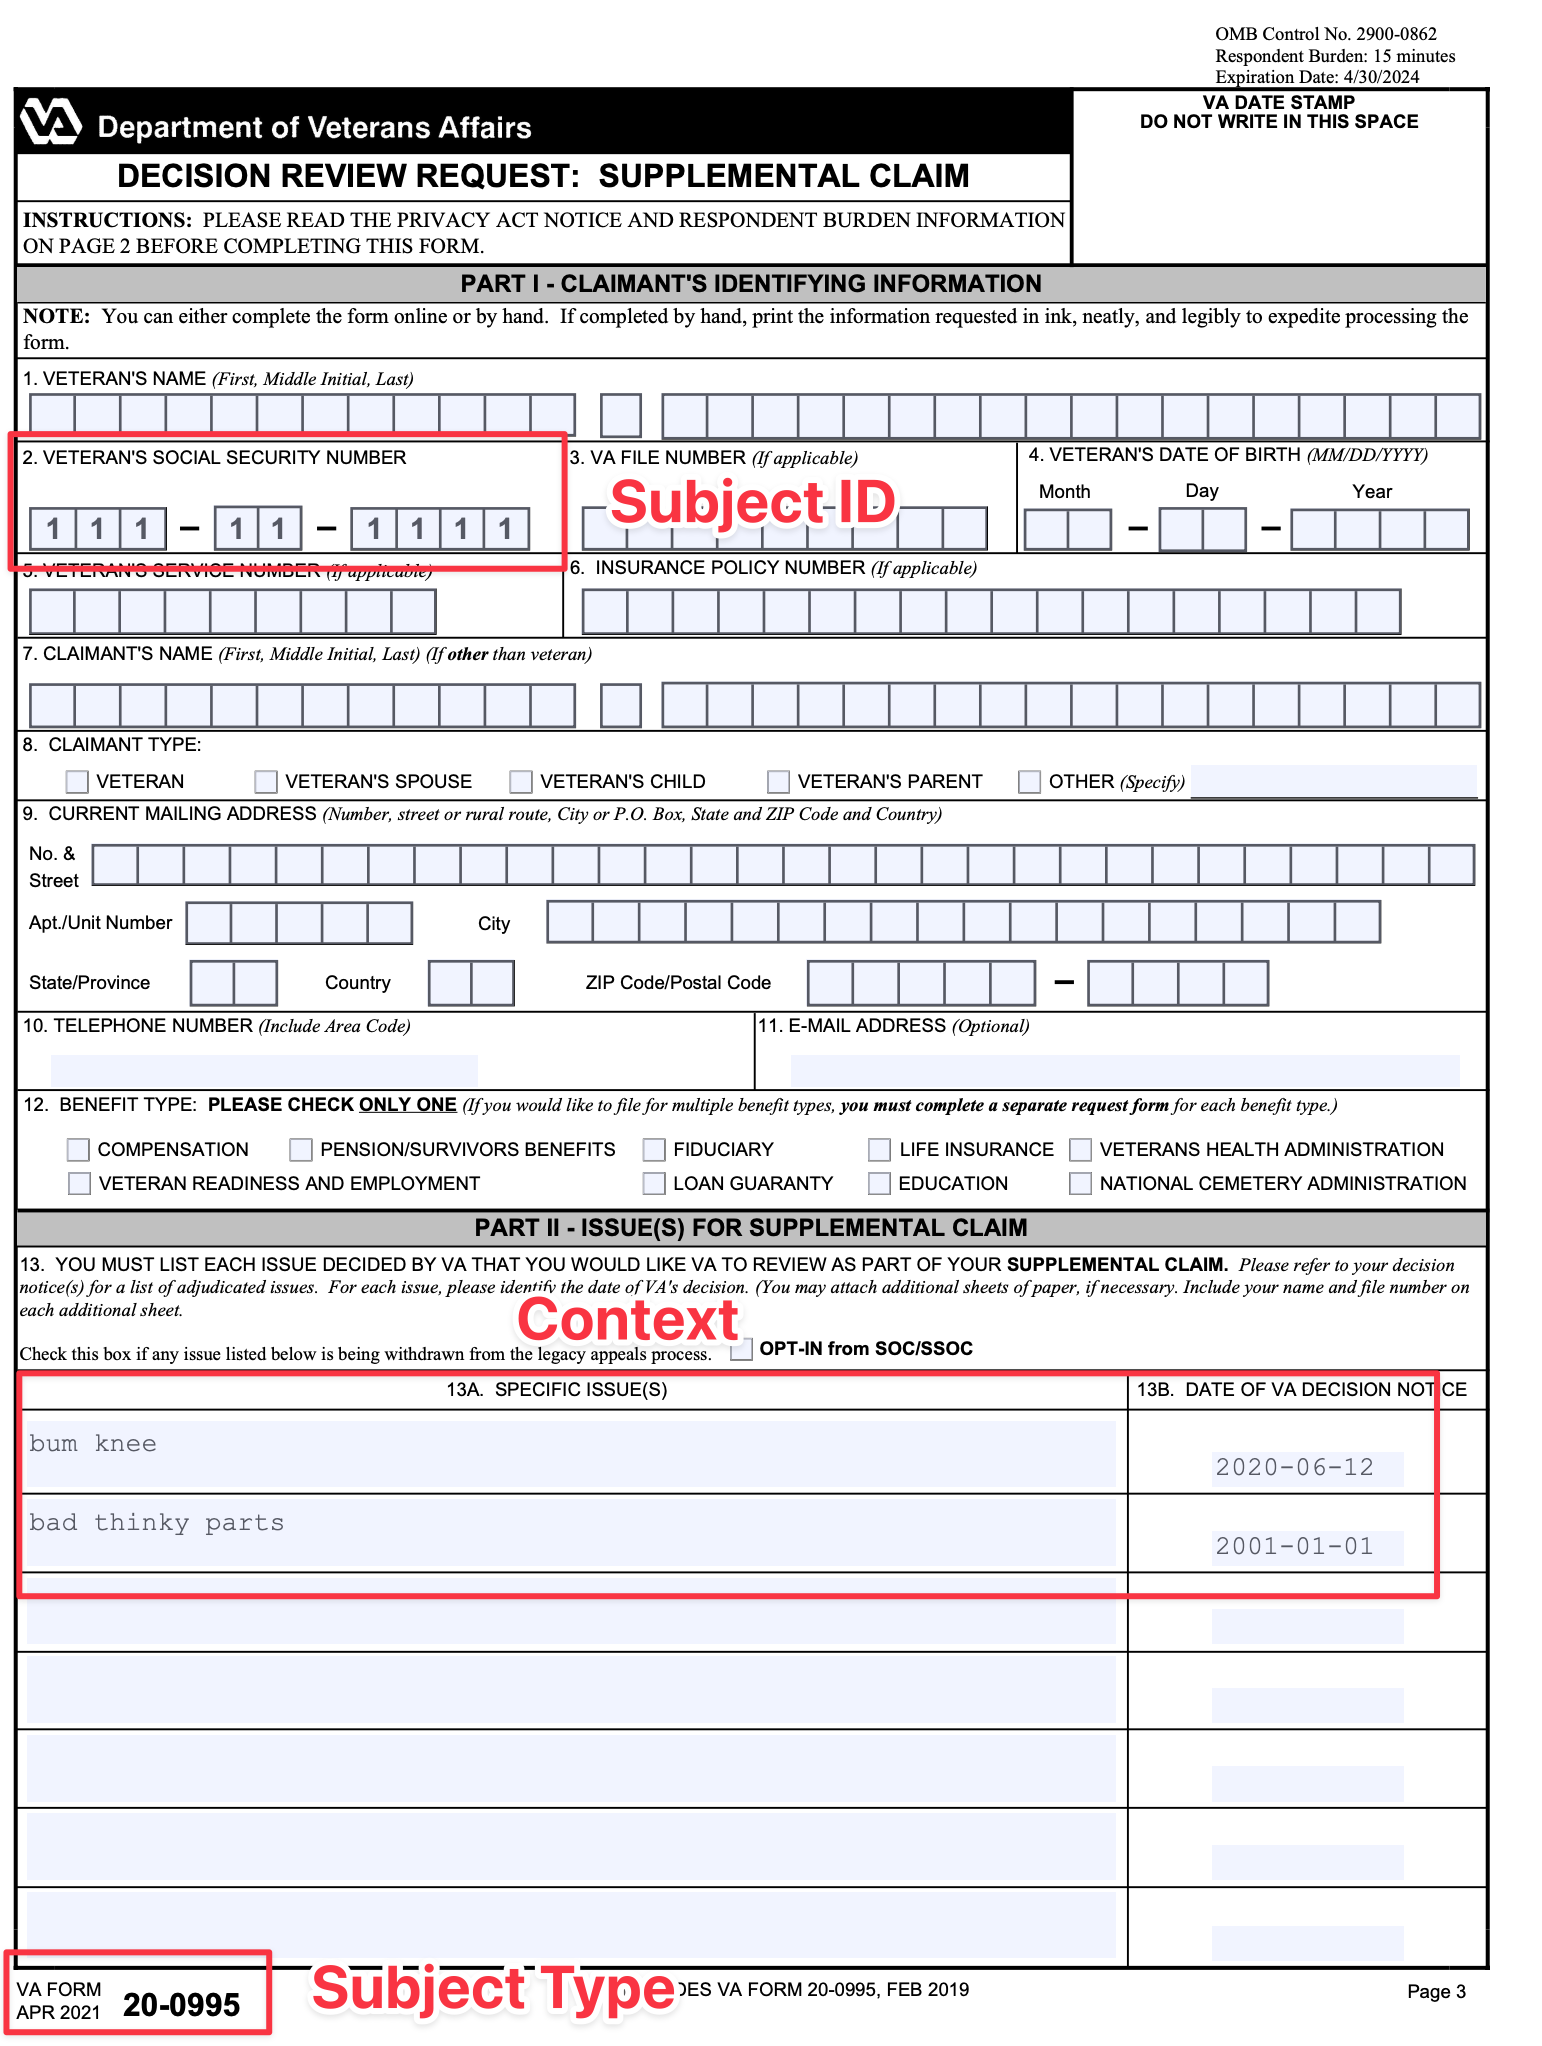 OMB Control No. 2900-0862
Respondent Burden: 15 minutes
Expiration Date: 4/30/2024
VA Department of Veterans Affairs
VA DATE STAMP
DO NOT WRITE IN THIS SPACE
DECISION REVIEW REQUEST: SUPPLEMENTAL CLAIM
INSTRUCTIONS: PLEASE READ THE PRIVACY ACT NOTICE AND RESPONDENT BURDEN INFORMATION
ON PAGE 2 BEFORE COMPLETING THIS FORM.
PART I - CLAIMANT'S IDENTIFYING INFORMATION
NOTE: You can either complete the form online or by hand. If completed by hand, print the information requested in ink, neatly, and legibly to expedite processing the
form.
1. VETERAN'S NAME (First, Middle Initial, Last)
2. VETERAN'S SOCIAL SECURITY NUMBER
111 – 11 – 1111
3. VA FILE NUMBER (If applicable)
Subject ID
4. VETERAN'S DATE OF BIRTH (MM/DD/YYYY)
Month Day Year
– –
5. VETERAN'S SERVICE NUMBER (If applicable)
6. INSURANCE POLICY NUMBER (If applicable)
7. CLAIMANT'S NAME (First, Middle Initial, Last) (If other than veteran)
8. CLAIMANT TYPE:
VETERAN VETERAN'S SPOUSE VETERAN'S CHILD VETERAN'S PARENT OTHER (Specify)
9. CURRENT MAILING ADDRESS (Number, street or rural route, City or P.O. Box, State and ZIP Code and Country)
No. &
Street
Apt./Unit Number City
State/Province Country ZIP Code/Postal Code –
10. TELEPHONE NUMBER (Include Area Code)
11. E-MAIL ADDRESS (Optional)
12. BENEFIT TYPE: PLEASE CHECK ONLY ONE (If you would like to file for multiple benefit types, you must complete a separate request form for each benefit type.)
COMPENSATION PENSION/SURVIVORS BENEFITS FIDUCIARY LIFE INSURANCE VETERANS HEALTH ADMINISTRATION
VETERAN READINESS AND EMPLOYMENT LOAN GUARANTY EDUCATION NATIONAL CEMETERY ADMINISTRATION
PART II - ISSUE(S) FOR SUPPLEMENTAL CLAIM
13. YOU MUST LIST EACH ISSUE DECIDED BY VA THAT YOU WOULD LIKE VA TO REVIEW AS PART OF YOUR SUPPLEMENTAL CLAIM. Please refer to your decision
notice(s) for a list of adjudicated issues. For each issue, please identify the date of VA's decision. (You may attach additional sheets of paper, if necessary. Include your name and file number on
each additional sheet.
Context
Check this box if any issue listed below is being withdrawn from the legacy appeals process. OPT-IN from SOC/SSOC
13A. SPECIFIC ISSUE(S) 13B. DATE OF VA DECISION NOTICE
bum knee 2020-06-12
bad thinky parts 2001-01-01
VA FORM
APR 2021 20-0995
Subject Type
DES VA FORM 20-0995, FEB 2019
Page 3